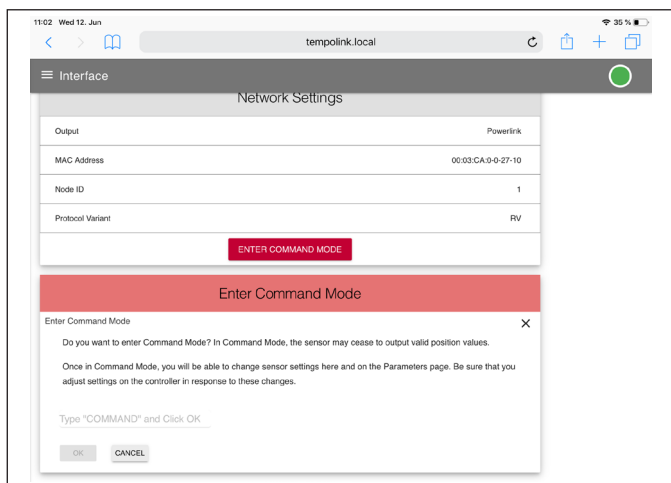 11:02 Wed 12. Jun
35 %
tempolink.local
Interface
Network Settings
Output Powerlink
MAC Address 00:03:CA:0-0-27-10
Node ID 1
Protocol Variant RV
ENTER COMMAND MODE
Enter Command Mode
Enter Command Mode
Do you want to enter Command Mode? In Command Mode, the sensor may cease to output valid position values.
Once in Command Mode, you will be able to change sensor settings here and on the Parameters page. Be sure that you
adjust settings on the controller in response to these changes.
Type "COMMAND" and Click OK
OK CANCEL